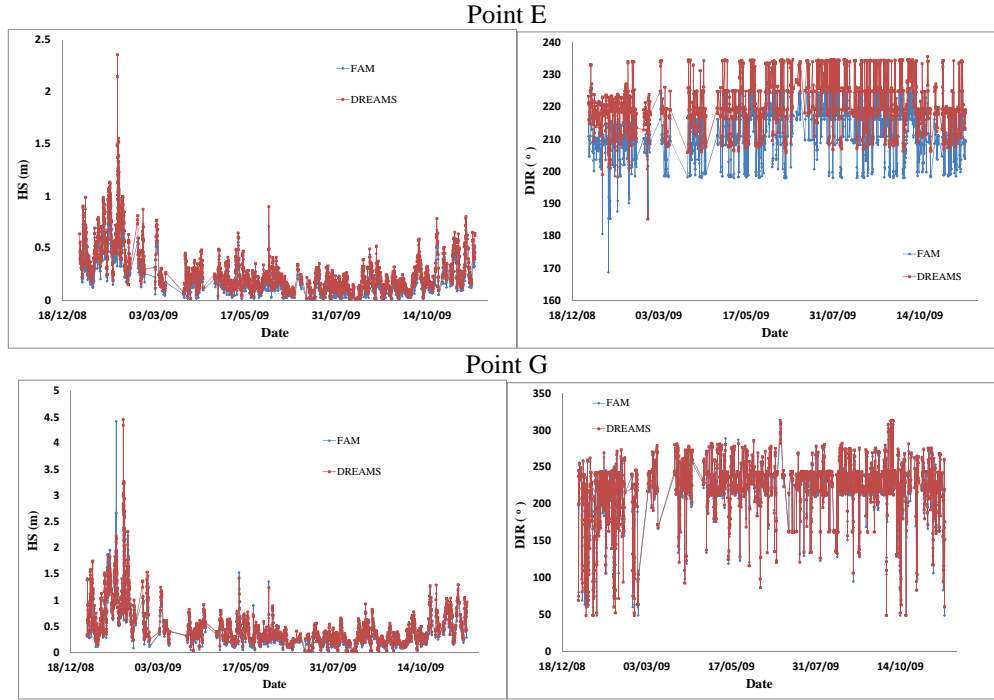 Point E
2.5
2
1.5
1
0.5
0
HS (m)
FAM
DREAMS
18/12/08 03/03/09 17/05/09 31/07/09 14/10/09
Date
240
230
220
210
200
190
180
170
160
DIR ( º )
FAM
DREAMS
18/12/08 03/03/09 17/05/09 31/07/09 14/10/09
Date
Point G
5
4.5
4
3.5
3
2.5
2
1.5
1
0.5
0
HS (m)
FAM
DREAMS
18/12/08 03/03/09 17/05/09 31/07/09 14/10/09
Date
350
300
250
200
150
100
50
0
DIR ( º )
FAM
DREAMS
18/12/08 03/03/09 17/05/09 31/07/09 14/10/09
Date